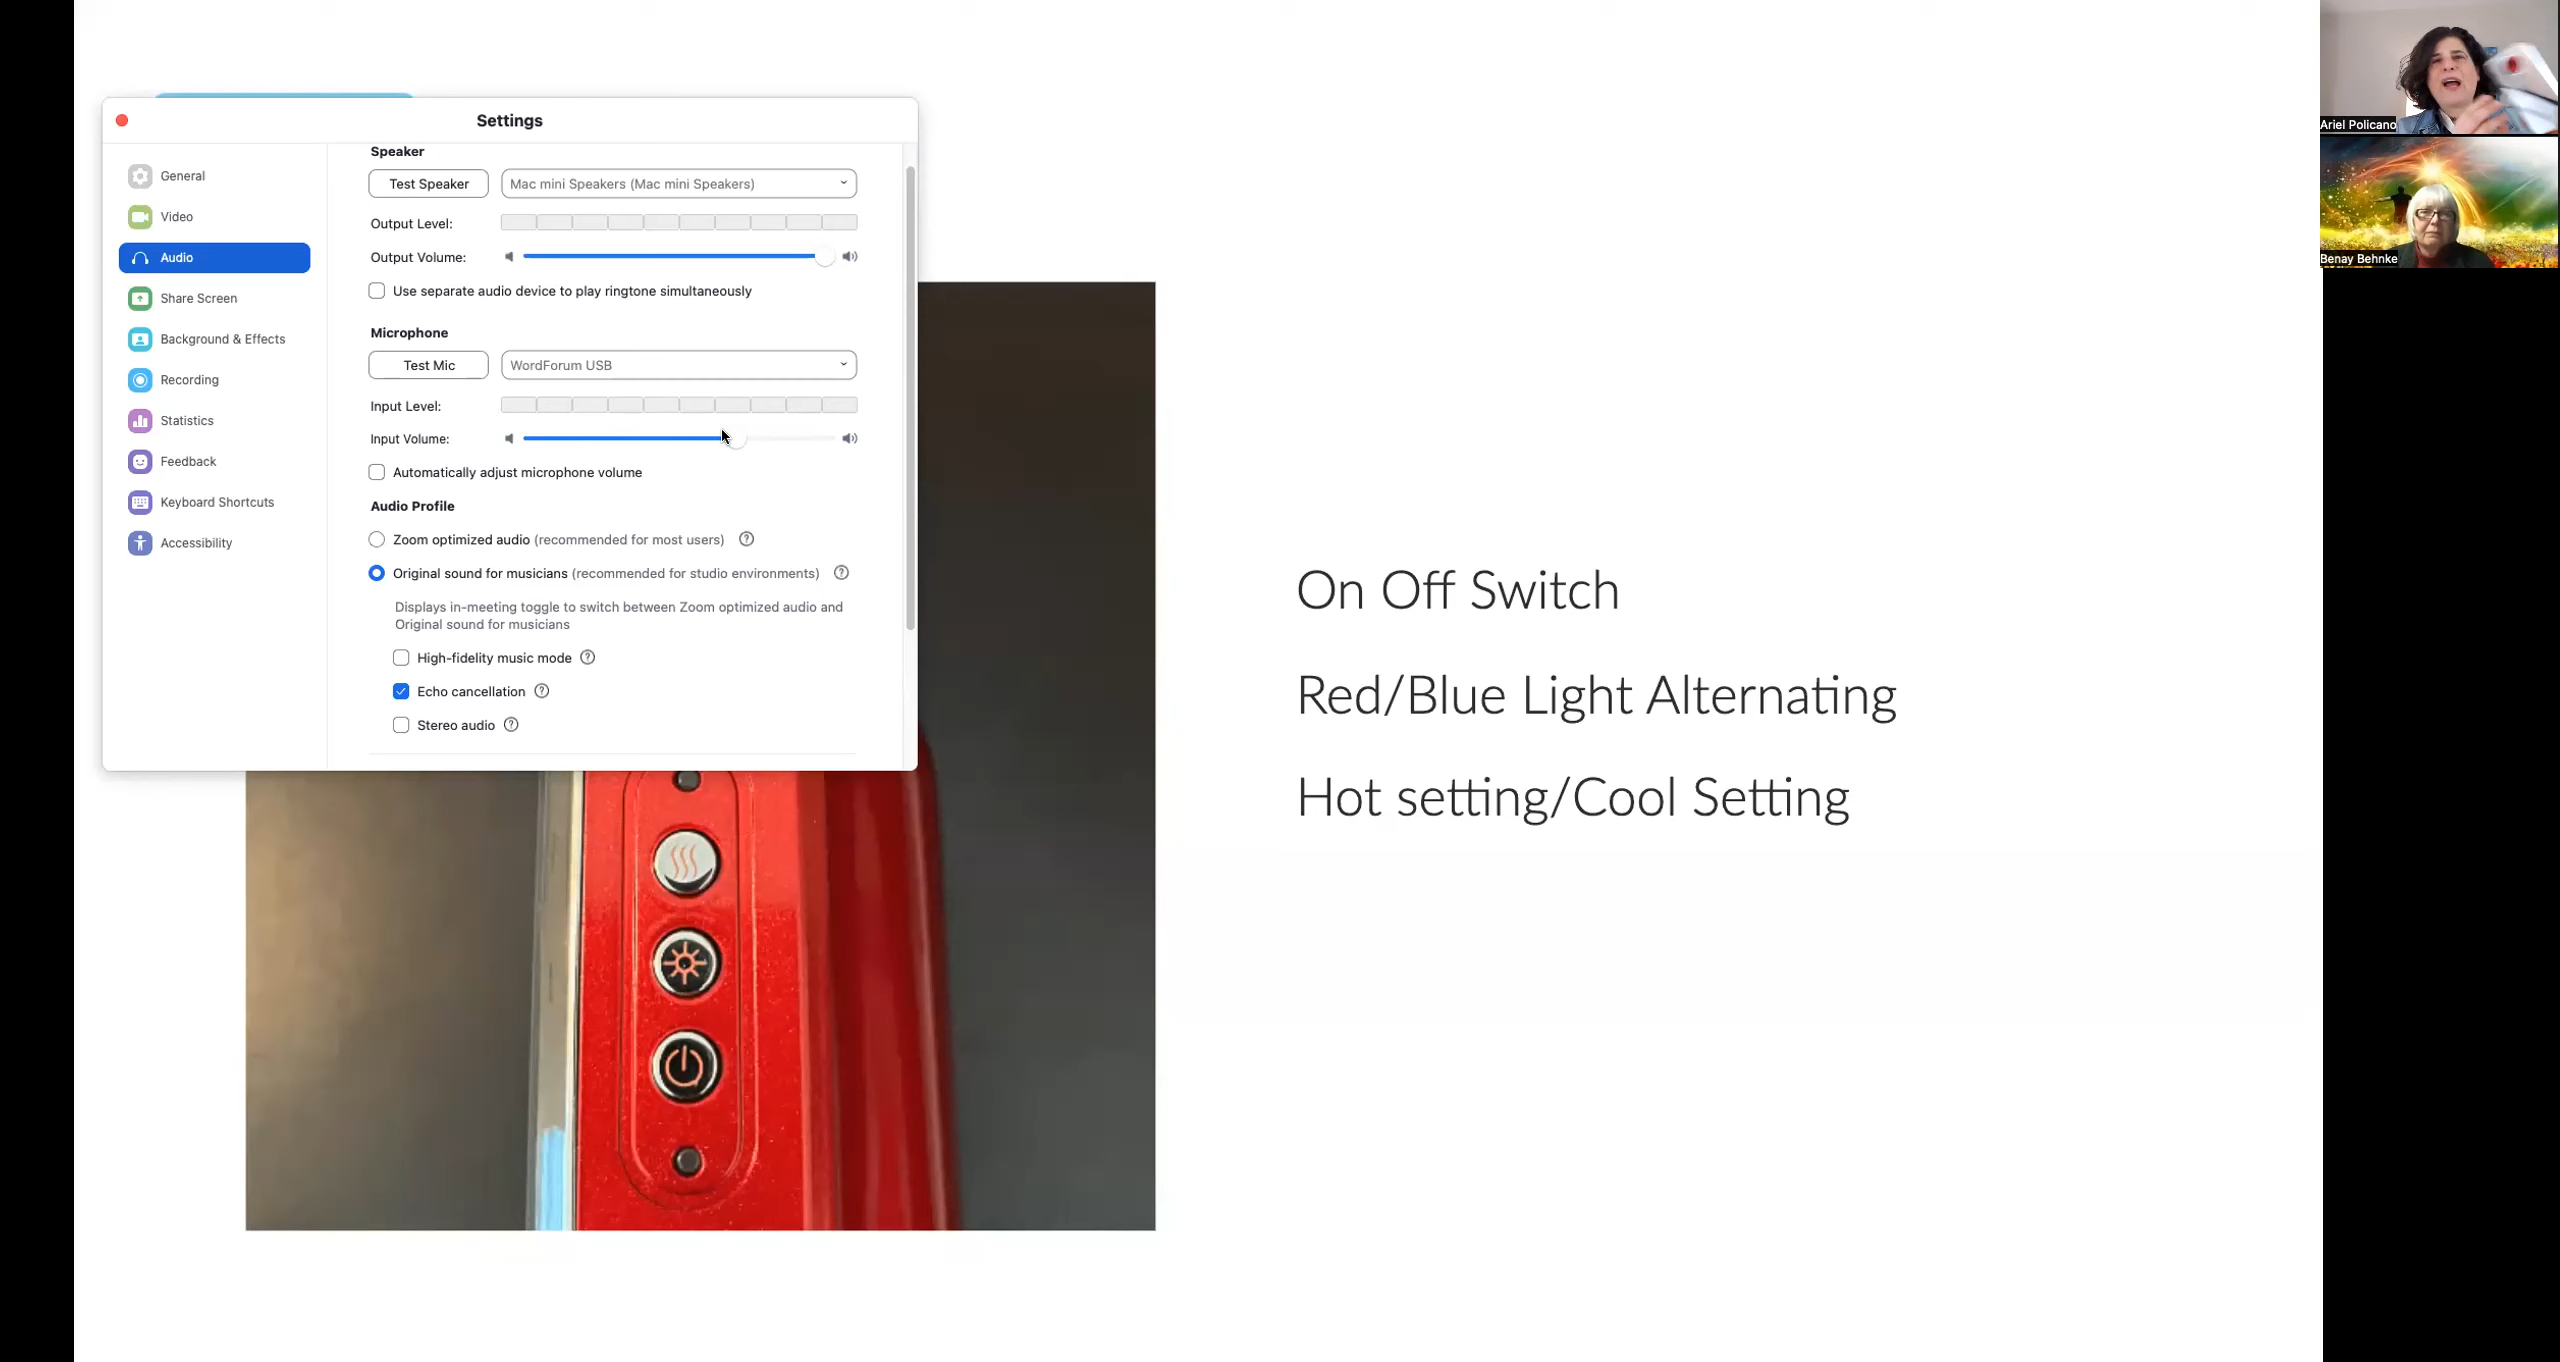 Settings
General
Video
Audio
Share Screen
Background & Effects
Recording
Statistics
Feedback
Keyboard Shortcuts
Accessibility
Speaker
Test Speaker
Mac mini Speakers (Mac mini Speakers)
Output Level:
Output Volume:
Use separate audio device to play ringtone simultaneously
Microphone
Test Mic
WordForum USB
Input Level:
Input Volume:
Automatically adjust microphone volume
Audio Profile
Zoom optimized audio (recommended for most users)
Original sound for musicians (recommended for studio environments)
Displays in-meeting toggle to switch between Zoom optimized audio and
Original sound for musicians
High-fidelity music mode
Echo cancellation
Stereo audio
On Off Switch
Red/Blue Light Alternating
Hot setting/Cool Setting
Ariel Policano
Benay Behnke